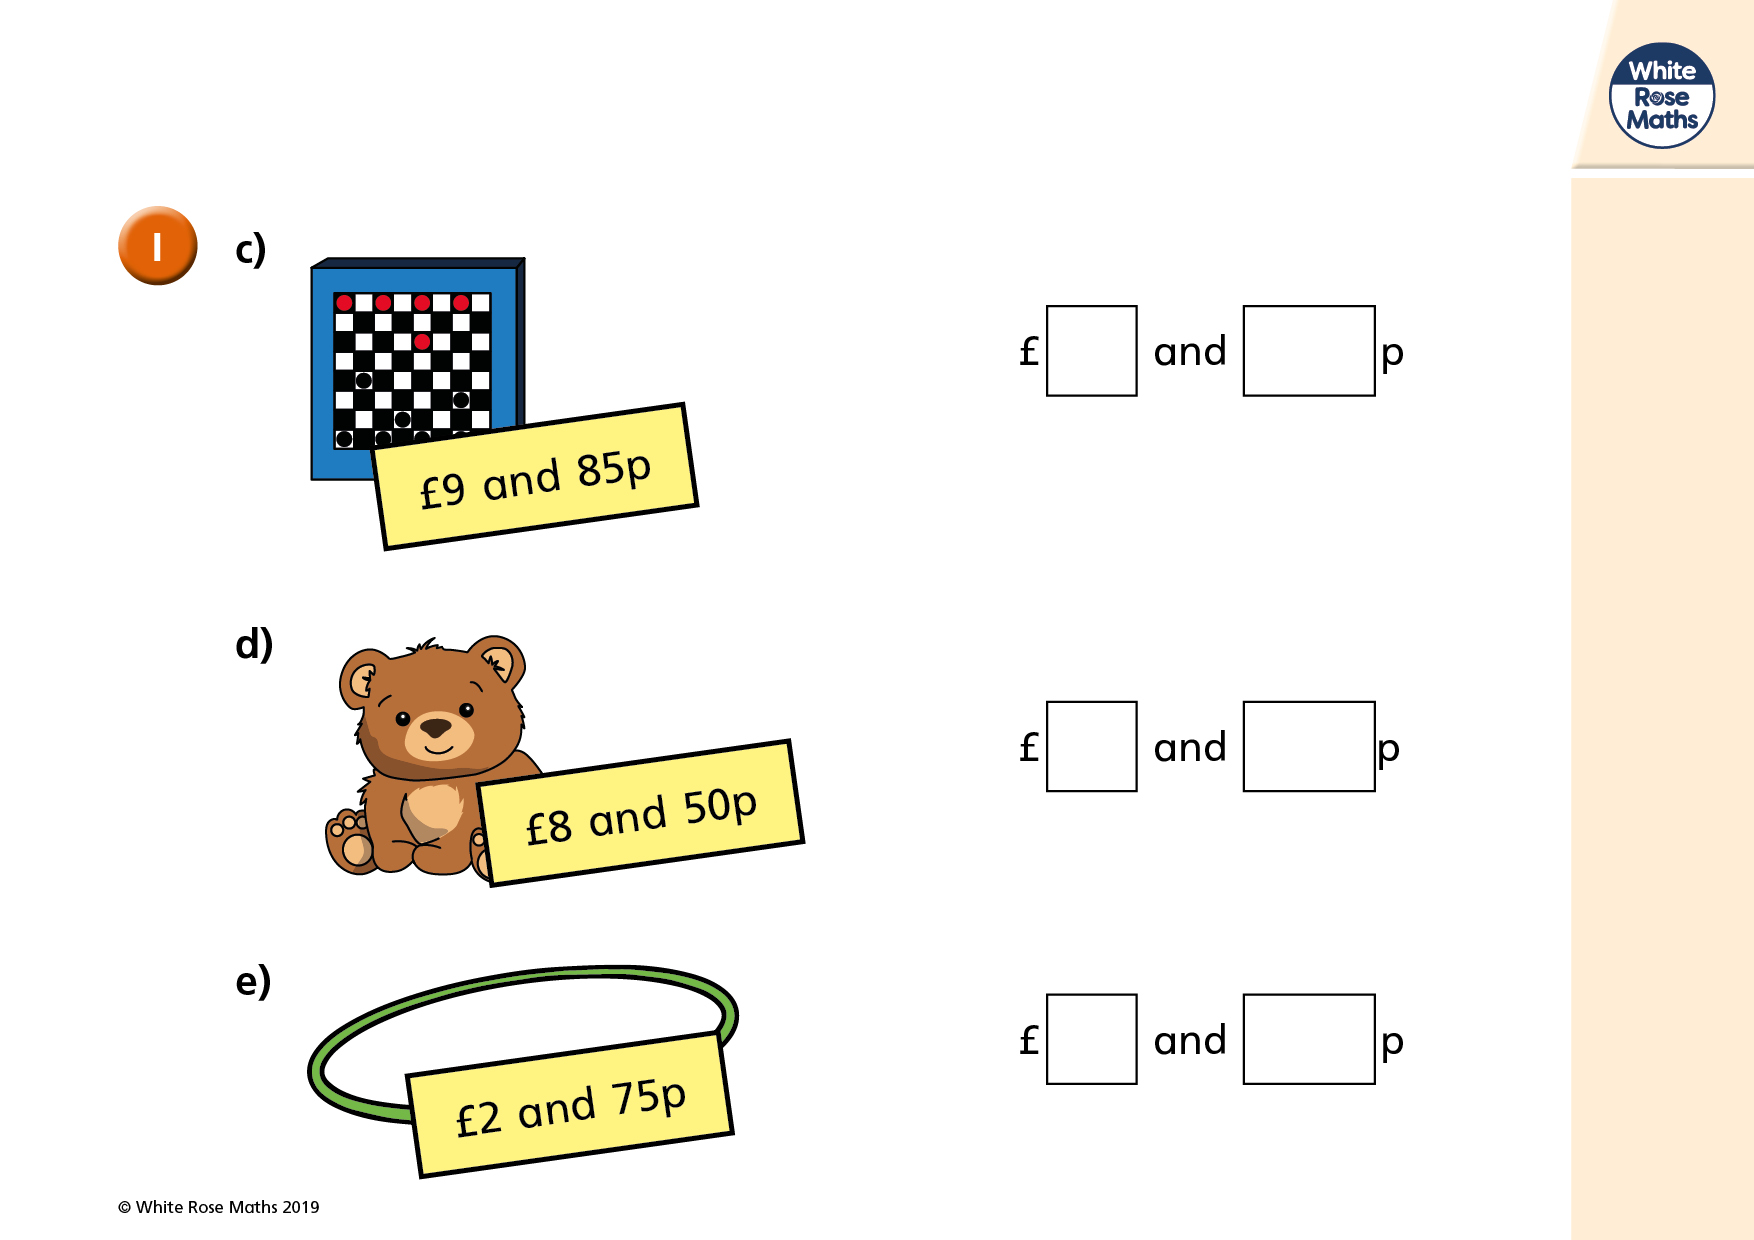 White
Rose
Maths
1 c)
£9 and 85p
£ and p
d)
£8 and 50p
£ and p
e)
£2 and 75p
£ and p
© White Rose Maths 2019